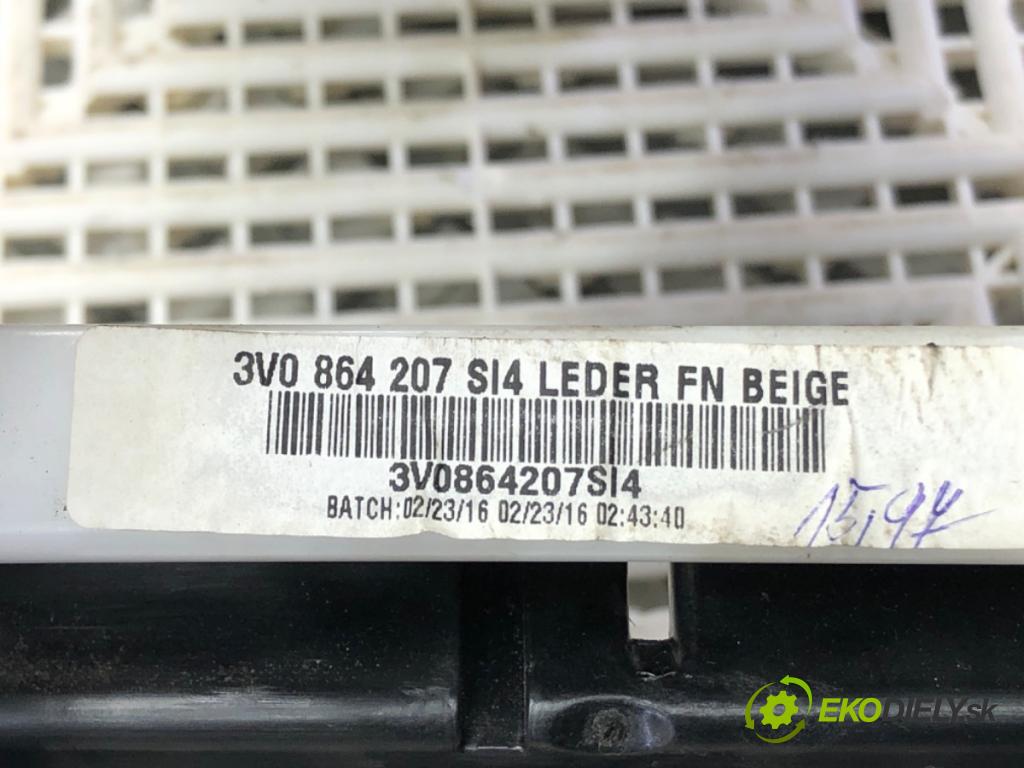 3V0 864 207 SI4 LEDER FN BEIGE
3V0864207SI4
BATCH:02/23/16 02/23/16 02:43:40
EKODIELY.sk